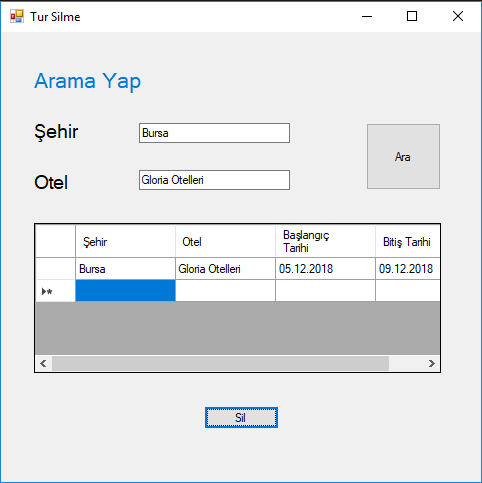 Tur Silme
Arama Yap
Şehir Bursa
Ara
Otel Gloria Otelleri
Şehir Otel Başlangıç Tarihi Bitiş Tarihi
Bursa Gloria Otelleri 05.12.2018 09.12.2018
Sil